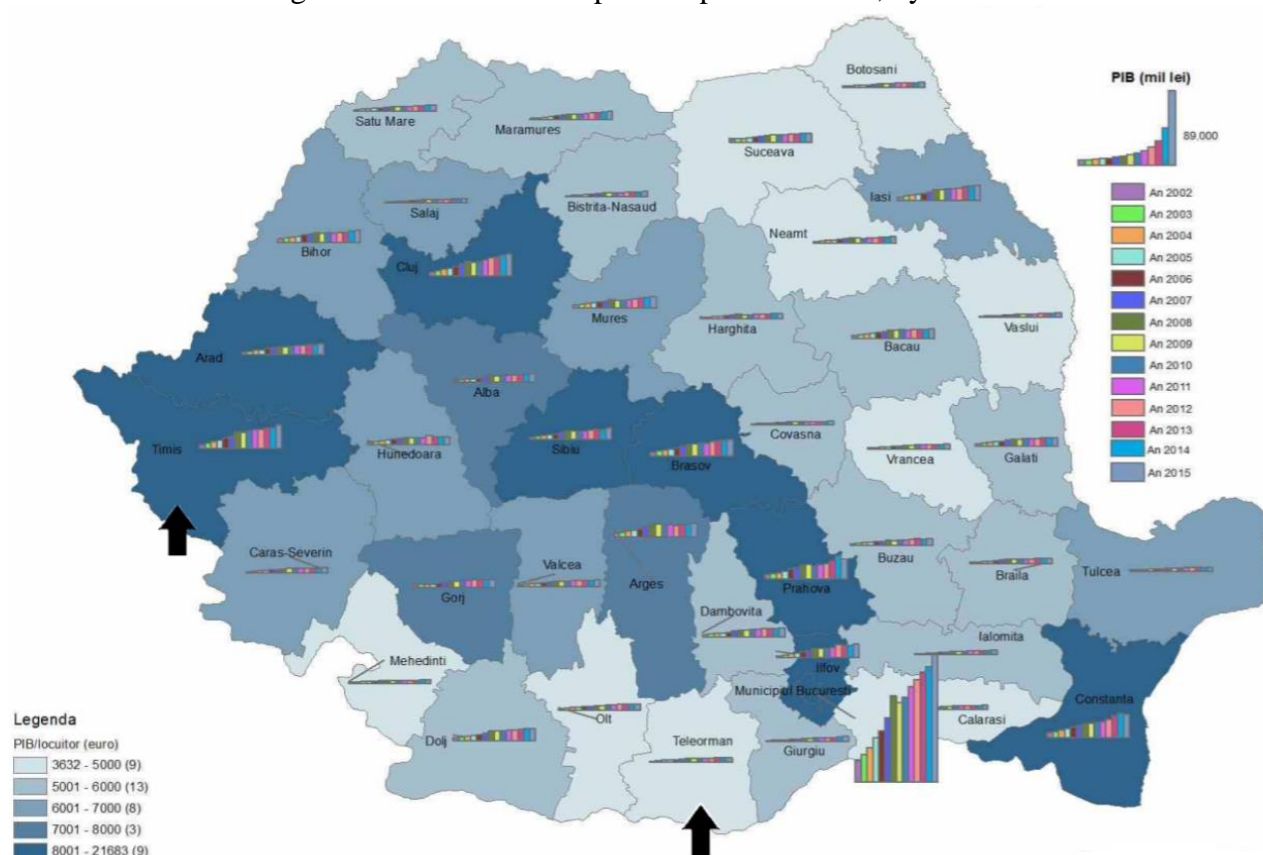 Botosani
PIB (mil lei)
89,000
Satu Mare
Maramures
Suceava
An 2002
An 2003
An 2004
An 2005
An 2006
An 2007
An 2008
An 2009
An 2010
An 2011
An 2012
An 2013
An 2014
An 2015
Iasi
Salaj
Bistrita-Nasaud
Neamt
Bihor
Cluj
Mures
Harghita
Bacau
Vaslui
Arad
Alba
Covasna
Timis
Hunedoara
Sibiu
Brasov
Vrancea
Galati
Caras-Severin
Valcea
Buzau
Braila
Tulcea
Gorj
Arges
Prahova
Dambovita
Ialomita
Ilfov
Mehedinti
Municipiul Bucuresti
Constanta
Olt
Calarasi
Dolj
Teleorman
Giurgiu
Legenda
PIB/locuitor (euro)
3632 - 5000 (9)
5001 - 6000 (13)
6001 - 7000 (8)
7001 - 8000 (3)
8001 - 21683 (9)